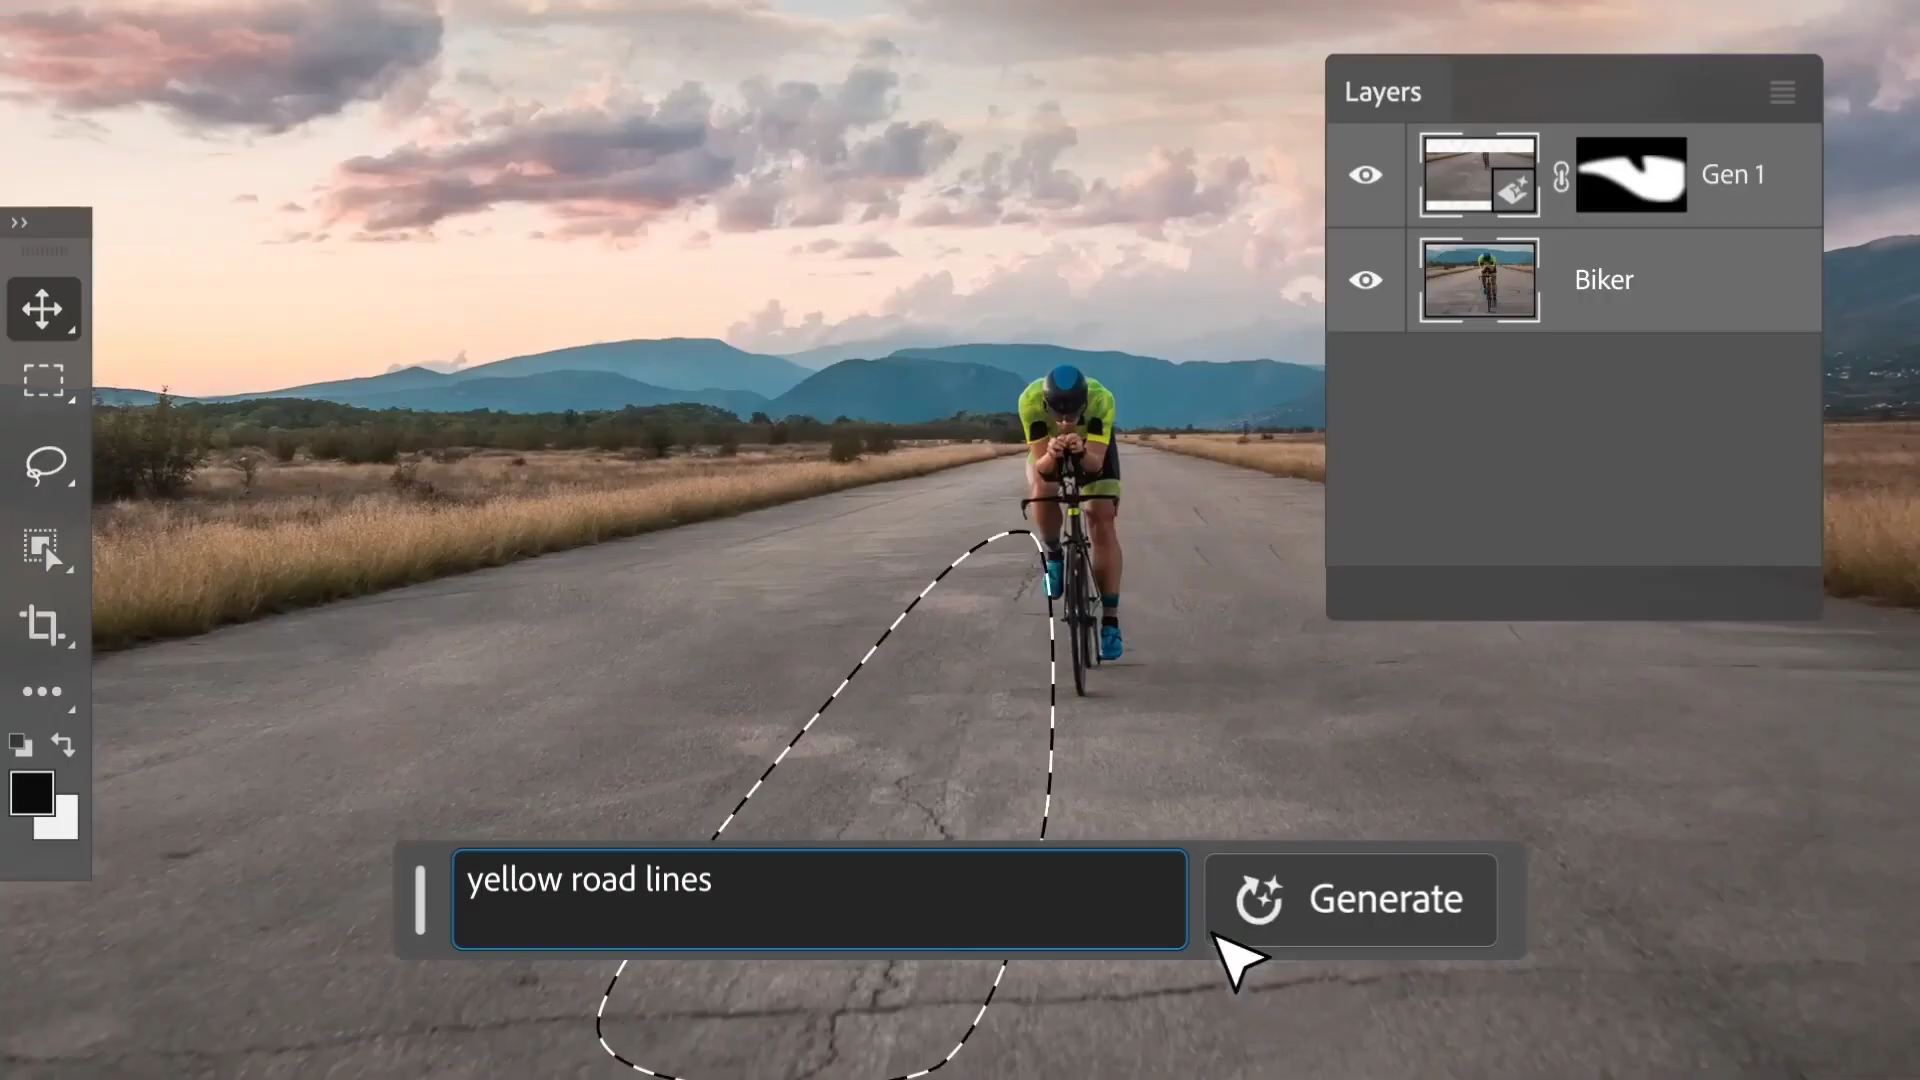 Layers
Gen 1
Biker
yellow road lines
Generate